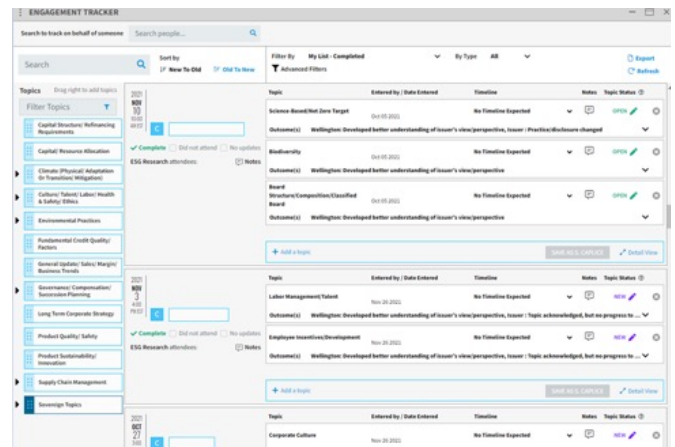 ENGAGEMENT TRACKER
Search to track on behalf of someone
Search people...
Search
Sort by
New To Old
Old To New
Filter By My List - Completed
By Type All
Advanced Filters
Export
Refresh
Topics Drag right to add topics
Filter Topics
Capital Structure/ Refinancing
Requirements
Capital/ Resource Allocation
Climate (Physical/ Adaptation
Or Transition/ Mitigation)
Culture/ Talent/ Labor/ Health
& Safety/ Ethics
Environmental Practices
Fundamental Credit Quality/
Factors
General Update/ Sales/ Margin/
Business Trends
Governance/ Compensation/
Succession Planning
Long Term Corporate Strategy
Product Quality/ Safety
Product Sustainability/
Innovation
Supply Chain Management
Sovereign Topics
2021
NOV
10
C
Complete Did not attend No updates
ESG Research attendees: Notes
Topic Entered by / Date Entered Timeline Notes Topic Status
Science-Based/Net Zero Target Oct 05 2021 No Timeline Expected OPEN
Outcome(s) Wellington: Developed better understanding of issuer's view/perspective, Issuer : Practice/disclosure changed
Biodiversity Oct 05 2021 No Timeline Expected OPEN
Outcome(s) Wellington: Developed better understanding of issuer's view/perspective
Board
Structure/Composition/Classified
Board
Oct 05 2021 No Timeline Expected OPEN
Outcome(s) Wellington: Developed better understanding of issuer's view/perspective
+ Add a topic
Detail View
2021
NOV
3
C
Complete Did not attend No updates
ESG Research attendees: Notes
Topic Entered by / Date Entered Timeline Notes Topic Status
Labor Management/Talent Nov 26 2021 No Timeline Expected NEW
Outcome(s) Wellington: Developed better understanding of issuer's view/perspective, Issuer : Topic acknowledged, but no progress to ...
Employee Incentives/Development Nov 26 2021 No Timeline Expected NEW
Outcome(s) Wellington: Developed better understanding of issuer's view/perspective, Issuer : Topic acknowledged, but no progress to ...
+ Add a topic
Detail View
2021
OCT
27
C
Topic Entered by / Date Entered Timeline Notes Topic Status
Corporate Culture Nov 26 2021 No Timeline Expected NEW